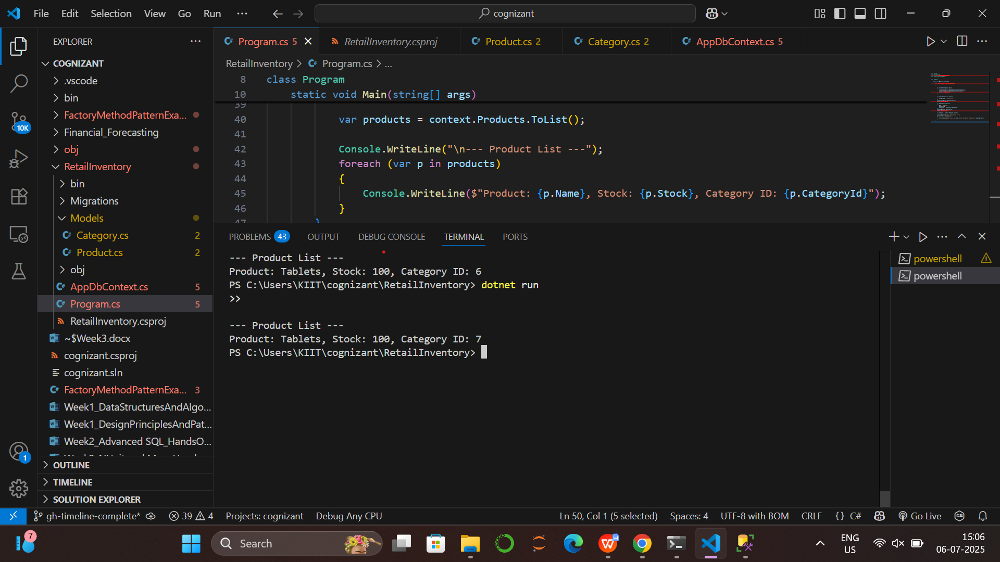 File Edit Selection View Go Run ...
cognizant
EXPLORER
COGNIZANT
.vscode
bin
FactoryMethodPatternExa...
Financial_Forecasting
obj
RetailInventory
bin
Migrations
Models
Category.cs 2
Product.cs 2
obj
AppDbContext.cs 5
Program.cs 5
RetailInventory.csproj
~$Week3.docx
cognizant.csproj
cognizant.sln
FactoryMethodPatternExa... 3
Week1_DataStructuresAndAlgo...
Week1_DesignPrinciplesAndPat...
Week2_Advanced SQL_HandsO...
OUTLINE
TIMELINE
SOLUTION EXPLORER
10K
1
Program.cs 5
RetailInventory.csproj
Product.cs 2
Category.cs 2
AppDbContext.cs 5
RetailInventory > Program.cs > ...
8 class Program
10 static void Main(string[] args)
39
40 var products = context.Products.ToList();
41
42 Console.WriteLine("\n--- Product List ---");
43 foreach (var p in products)
44 {
45 Console.WriteLine($"Product: {p.Name}, Stock: {p.Stock}, Category ID: {p.CategoryId}");
46 }
47 }
PROBLEMS 43 OUTPUT DEBUG CONSOLE TERMINAL PORTS
--- Product List ---
Product: Tablets, Stock: 100, Category ID: 6
PS C:\Users\KIIT\cognizant\RetailInventory> dotnet run
>>
--- Product List ---
Product: Tablets, Stock: 100, Category ID: 7
PS C:\Users\KIIT\cognizant\RetailInventory>
powershell
powershell
gh-timeline-complete* 39 4 Projects: cognizant Debug Any CPU
Ln 50, Col 1 (5 selected) Spaces: 4 UTF-8 with BOM CRLF {} C# Go Live
7
Search
ENG
US
15:06
06-07-2025